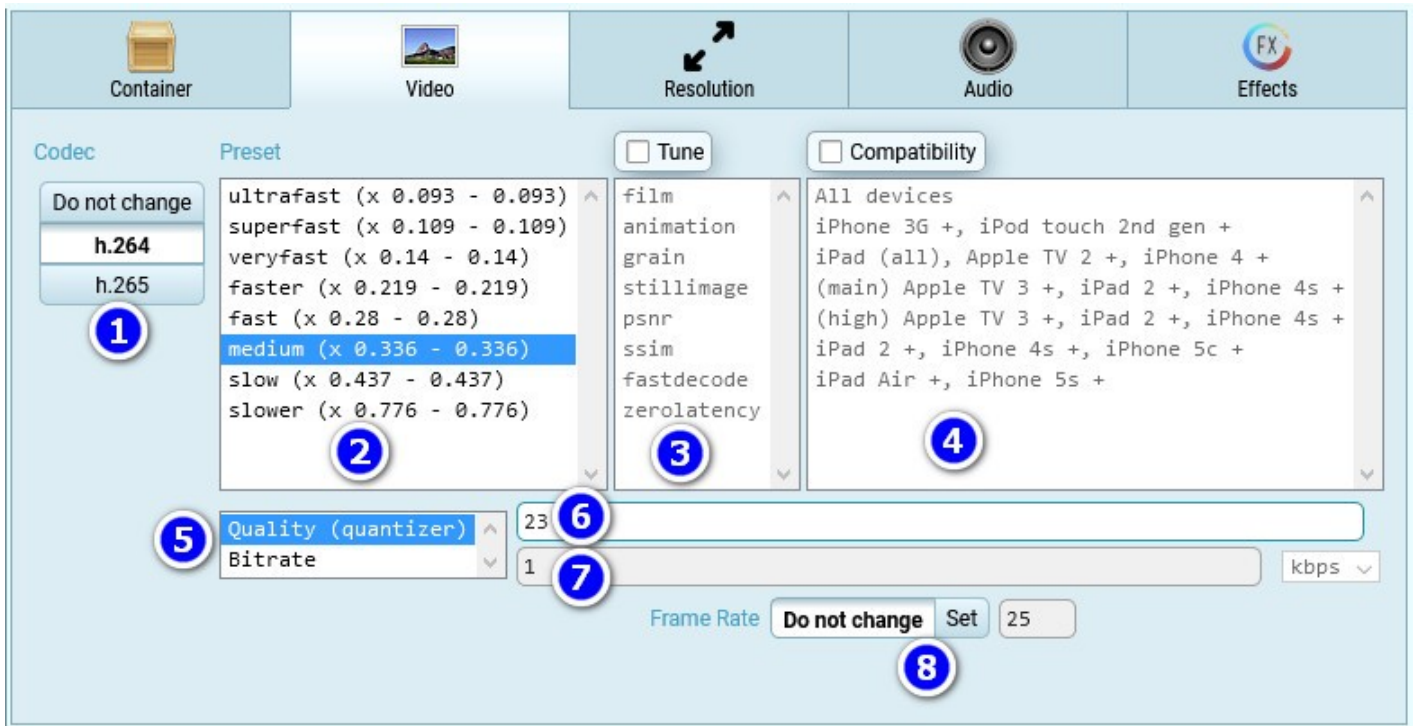 Container
Video
Resolution
FX
Audio
Effects
Codec
Preset
Tune
Compatibility
Do not change
h.264
h.265
1
ultrafast (x 0.093 - 0.093)
superfast (x 0.109 - 0.109)
veryfast (x 0.14 - 0.14)
faster (x 0.219 - 0.219)
fast (x 0.28 - 0.28)
medium (x 0.336 - 0.336)
slow (x 0.437 - 0.437)
slower (x 0.776 - 0.776)
2
film
animation
grain
stillimage
psnr
ssim
fastdecode
zerolatency
3
All devices
iPhone 3G +, iPod touch 2nd gen +
iPad (all), Apple TV 2 +, iPhone 4 +
(main) Apple TV 3 +, iPad 2 +, iPhone 4s +
(high) Apple TV 3 +, iPad 2 +, iPhone 4s +
iPad 2 +, iPhone 4s +, iPhone 5c +
iPad Air +, iPhone 5s +
4
5
Quality (quantizer)
Bitrate
23 6
1 7
kbps
Frame Rate Do not change Set 25
8